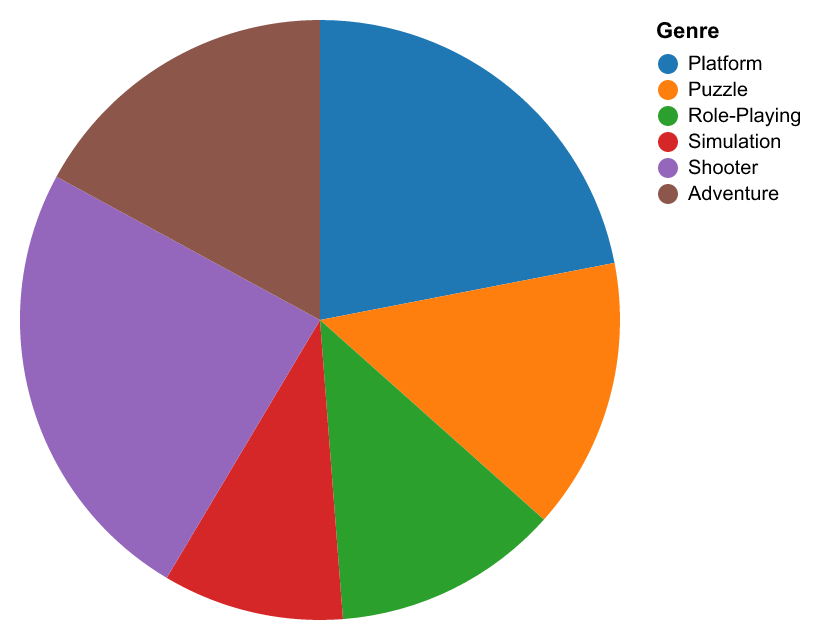 Genre
Platform
Puzzle
Role-Playing
Simulation
Shooter
Adventure